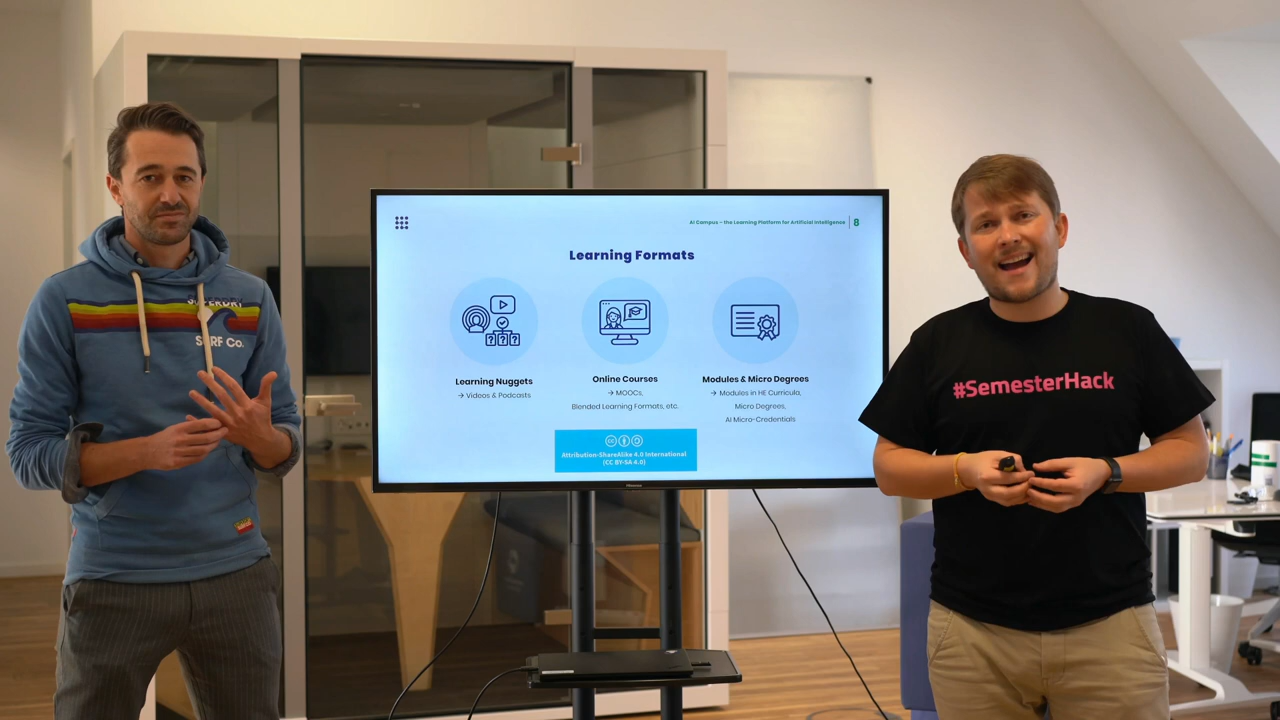 AI Campus – the Learning Platform for Artificial Intelligence 8
Learning Formats
Learning Nuggets
→ Videos & Podcasts
Online Courses
→ MOOCs,
Blended Learning Formats, etc.
Modules & Micro Degrees
→ Modules in HE Curricula,
Micro Degrees,
AI Micro-Credentials
Attribution-ShareAlike 4.0 International
(CC BY-SA 4.0)
Hisense
SUPERDRY
SURF Co.
#SemesterHack